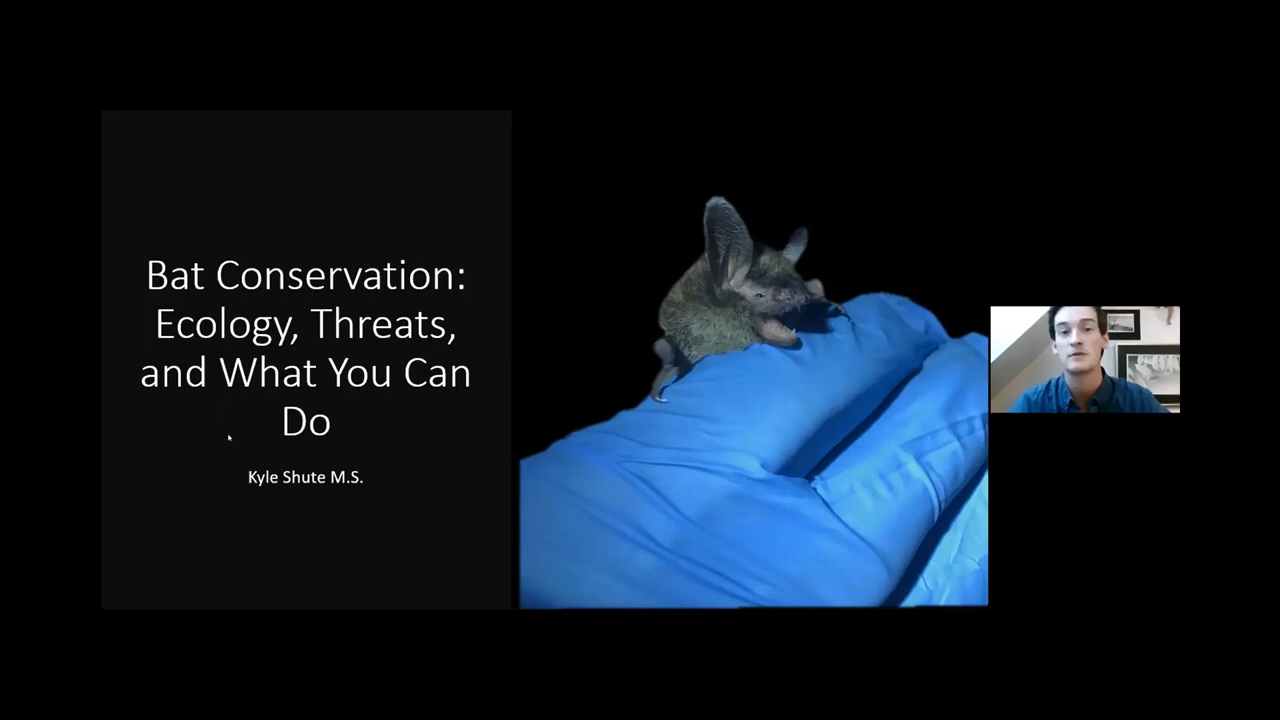 Bat Conservation:
Ecology, Threats,
and What You Can
Do
Kyle Shute M.S.